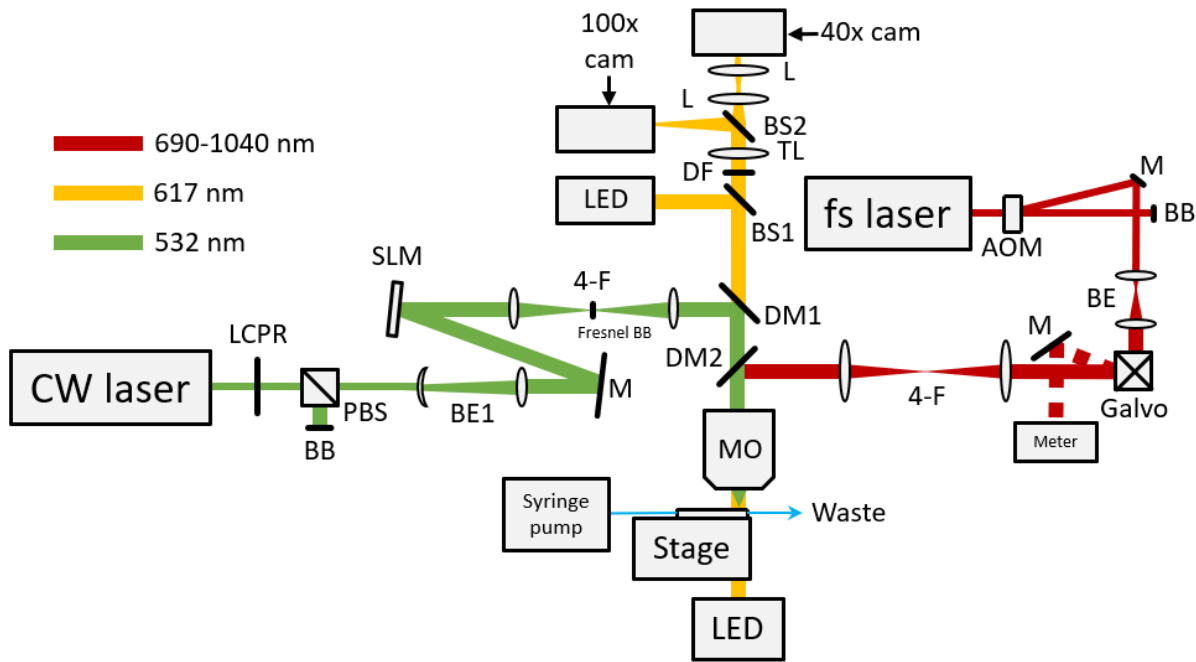 100x
cam
40x cam
L
L
BS2
TL
DF
LED
BS1
690-1040 nm
617 nm
532 nm
fs laser
M
BB
AOM
BE
SLM
4-F
Fresnel BB
DM1
DM2
LCPR
CW laser
PBS
BB
BE1
M
M
4-F
Galvo
Meter
MO
Syringe
pump
Waste
Stage
LED